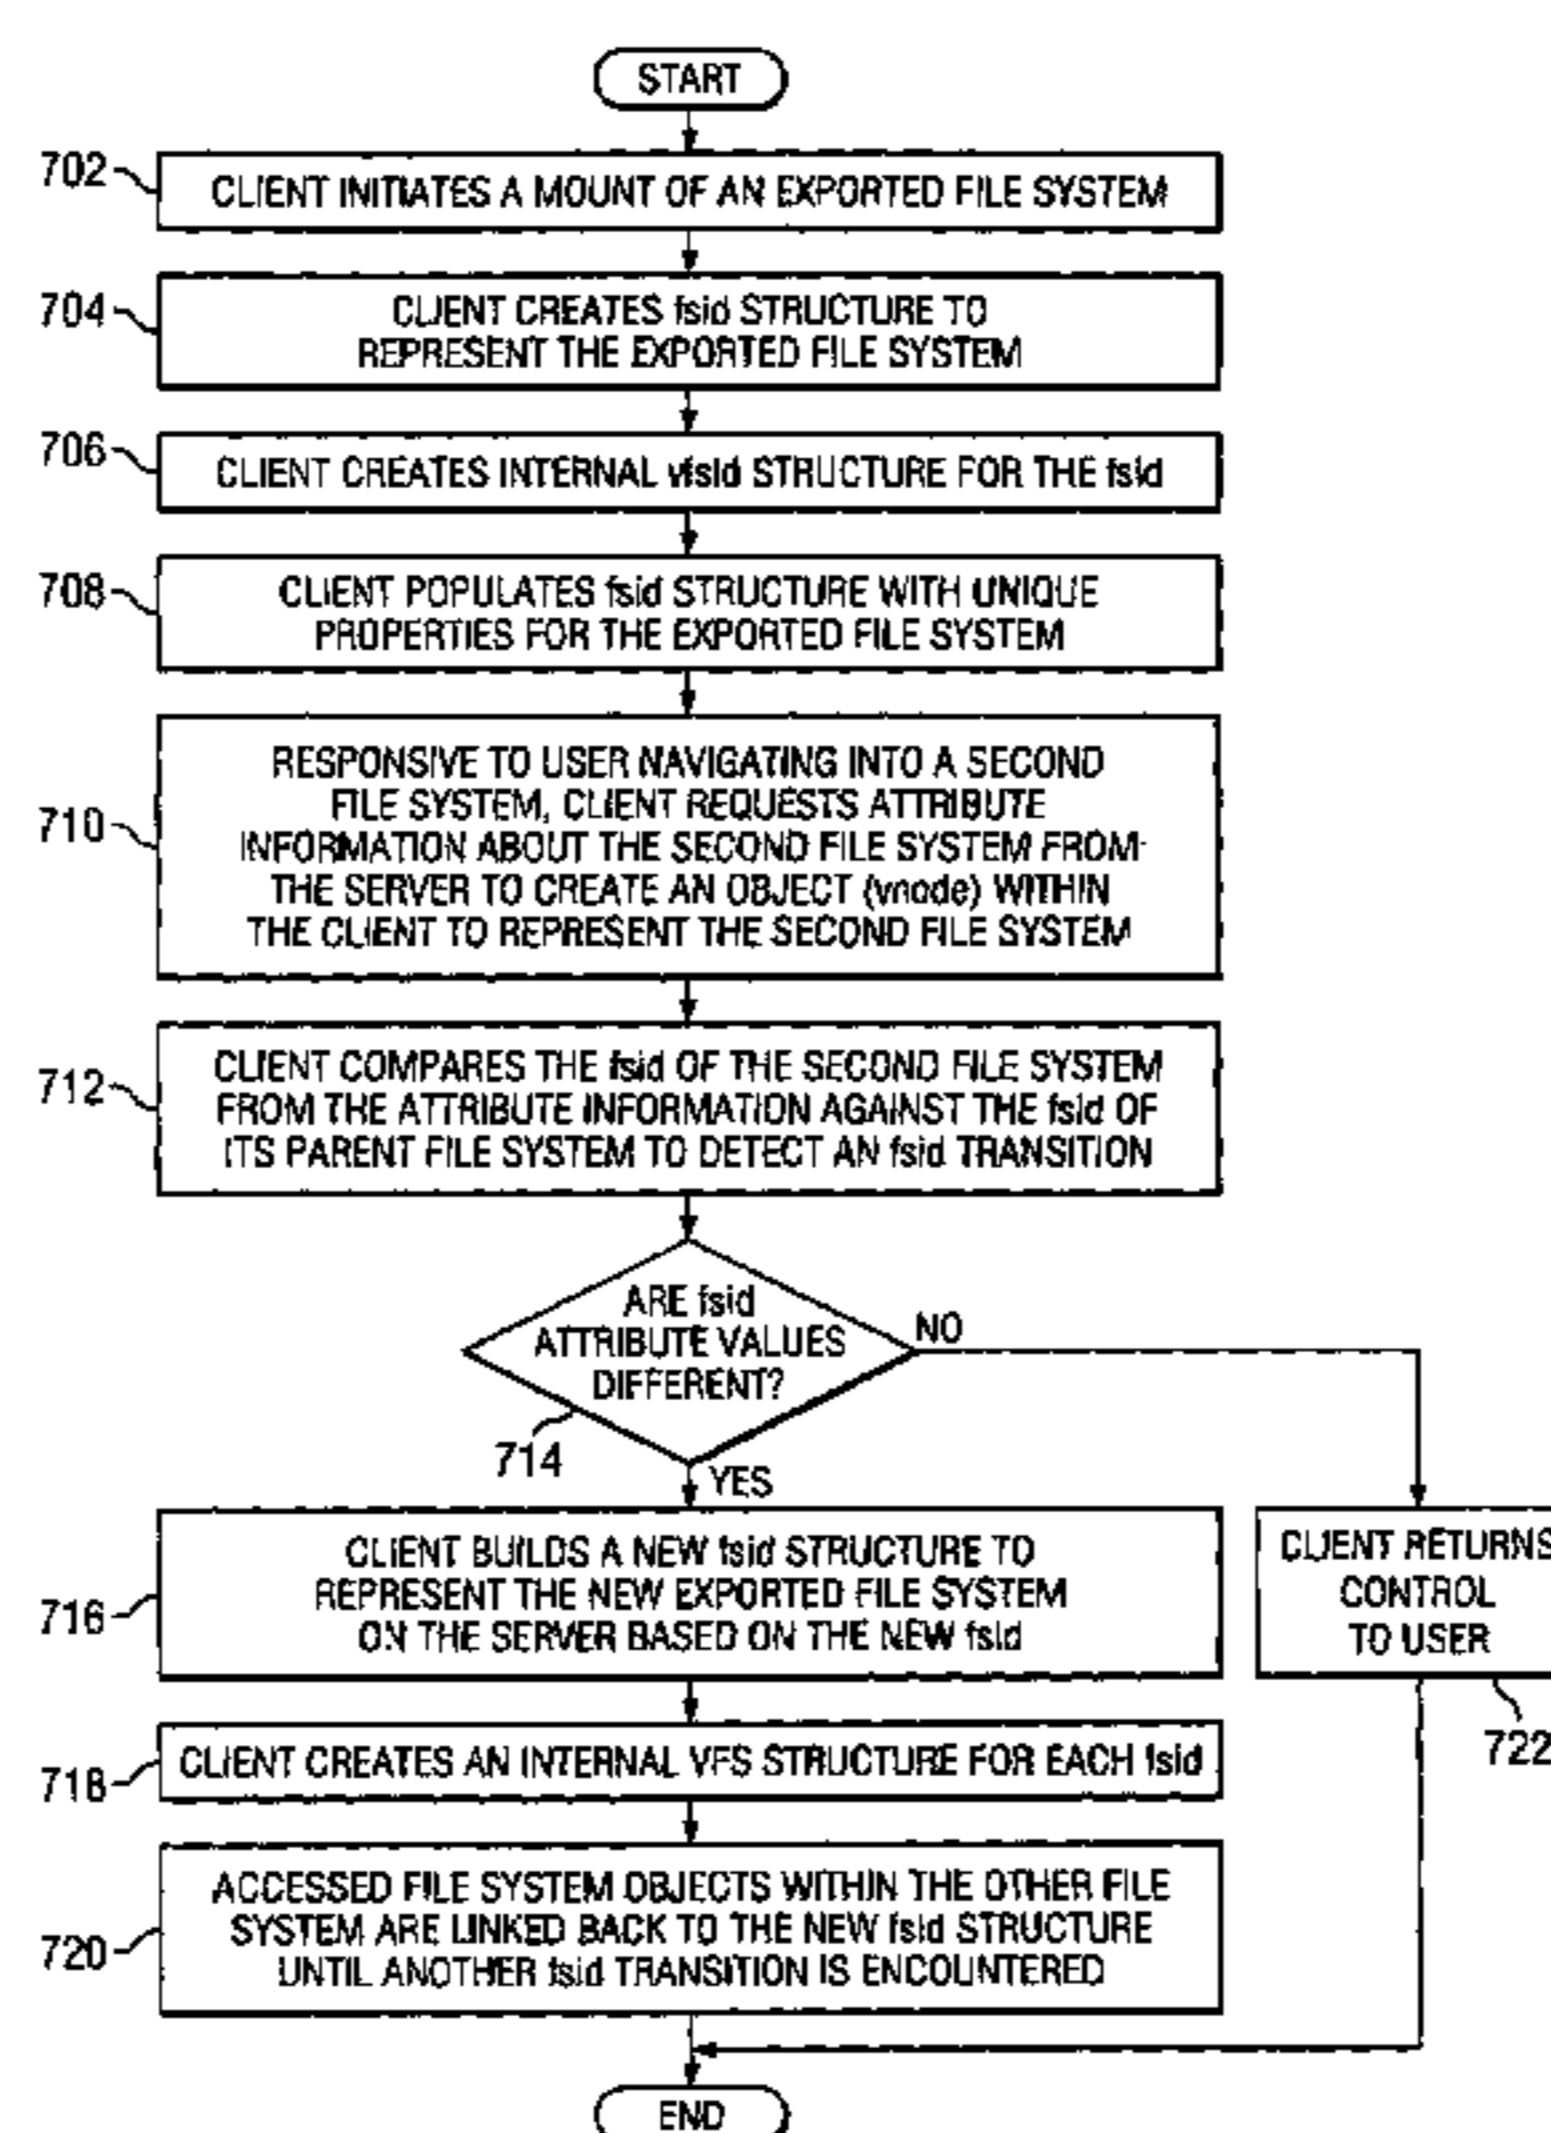 START
702
CLIENT INITIATES A MOUNT OF AN EXPORTED FILE SYSTEM
704
CLIENT CREATES fsid STRUCTURE TO
REPRESENT THE EXPORTED FILE SYSTEM
706
CLIENT CREATES INTERNAL vfsid STRUCTURE FOR THE fsid
708
CLIENT POPULATES fsid STRUCTURE WITH UNIQUE
PROPERTIES FOR THE EXPORTED FILE SYSTEM
710
RESPONSIVE TO USER NAVIGATING INTO A SECOND
FILE SYSTEM, CLIENT REQUESTS ATTRIBUTE
INFORMATION ABOUT THE SECOND FILE SYSTEM FROM
THE SERVER TO CREATE AN OBJECT (vnode) WITHIN
THE CLIENT TO REPRESENT THE SECOND FILE SYSTEM
712
CLIENT COMPARES THE fsid OF THE SECOND FILE SYSTEM
FROM THE ATTRIBUTE INFORMATION AGAINST THE fsid OF
ITS PARENT FILE SYSTEM TO DETECT AN fsid TRANSITION
ARE fsid
ATTRIBUTE VALUES
DIFFERENT?
NO
714
YES
716
CLIENT BUILDS A NEW fsid STRUCTURE TO
REPRESENT THE NEW EXPORTED FILE SYSTEM
ON THE SERVER BASED ON THE NEW fsid
CLIENT RETURNS
CONTROL
TO USER
722
718
CLIENT CREATES AN INTERNAL VFS STRUCTURE FOR EACH fsid
720
ACCESSED FILE SYSTEM OBJECTS WITHIN THE OTHER FILE
SYSTEM ARE LINKED BACK TO THE NEW fsid STRUCTURE
UNTIL ANOTHER fsid TRANSITION IS ENCOUNTERED
END